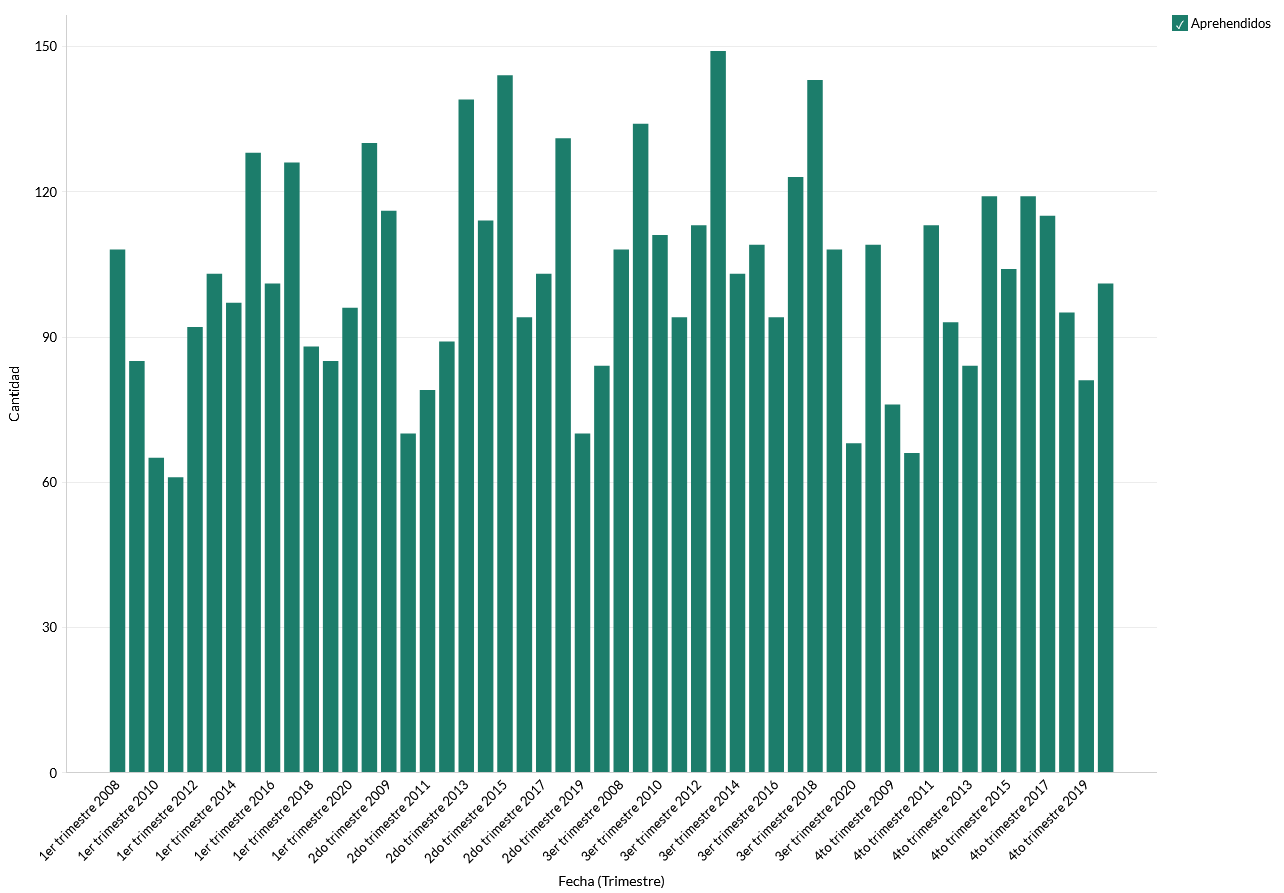 Aprehendidos
150
120
90
60
30
0
Cantidad
1er trimestre 2008
1er trimestre 2010
1er trimestre 2012
1er trimestre 2014
1er trimestre 2016
1er trimestre 2018
1er trimestre 2020
2do trimestre 2009
2do trimestre 2011
2do trimestre 2013
2do trimestre 2015
2do trimestre 2017
2do trimestre 2019
3er trimestre 2008
3er trimestre 2010
3er trimestre 2012
3er trimestre 2014
3er trimestre 2016
3er trimestre 2018
3er trimestre 2020
4to trimestre 2009
4to trimestre 2011
4to trimestre 2013
4to trimestre 2015
4to trimestre 2017
4to trimestre 2019
Fecha (Trimestre)